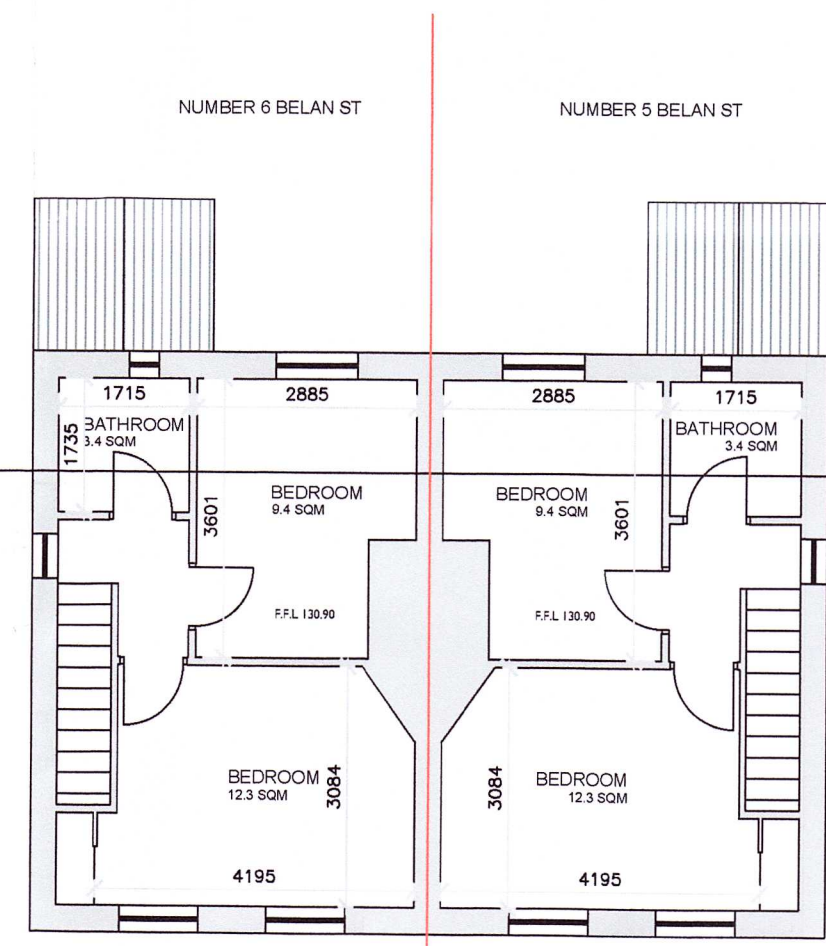 NUMBER 6 BELAN ST
NUMBER 5 BELAN ST
1715
2885
2885
1715
BATHROOM
3.4 SQM
1735
BATHROOM
3.4 SQM
BEDROOM
9.4 SQM
3601
BEDROOM
9.4 SQM
3601
F.F.L 130.90
F.F.L 130.90
BEDROOM
12.3 SQM
3084
BEDROOM
12.3 SQM
3084
4195
4195